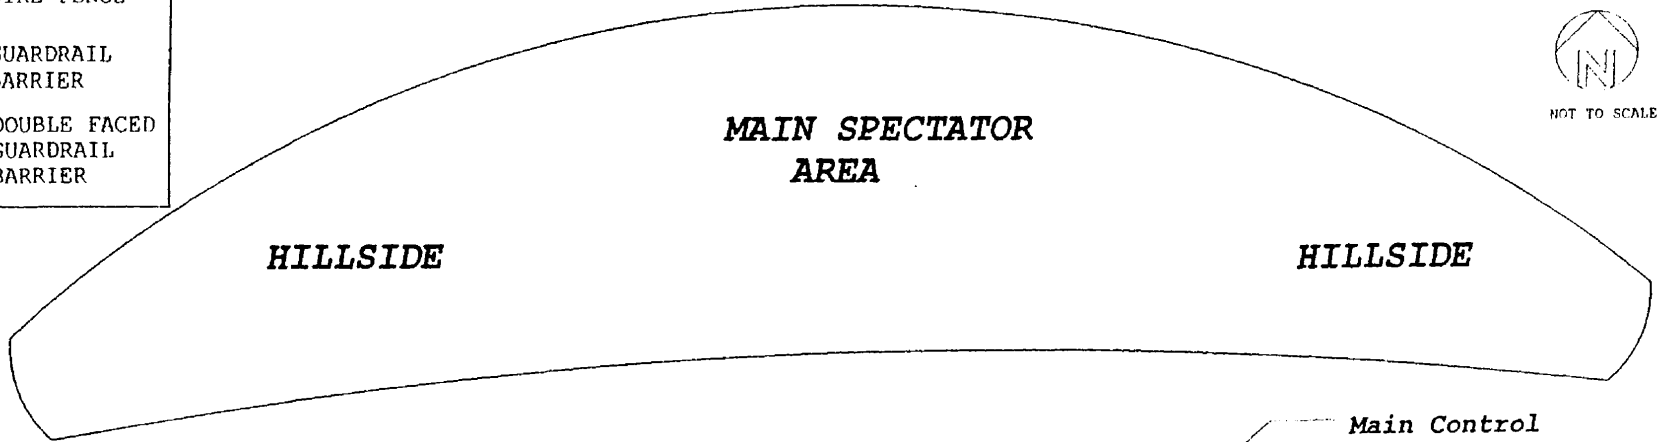 GUARDRAIL
BARRIER
DOUBLE FACED
GUARDRAIL
BARRIER
N
NOT TO SCALE
MAIN SPECTATOR
AREA
HILLSIDE
HILLSIDE
Main Control